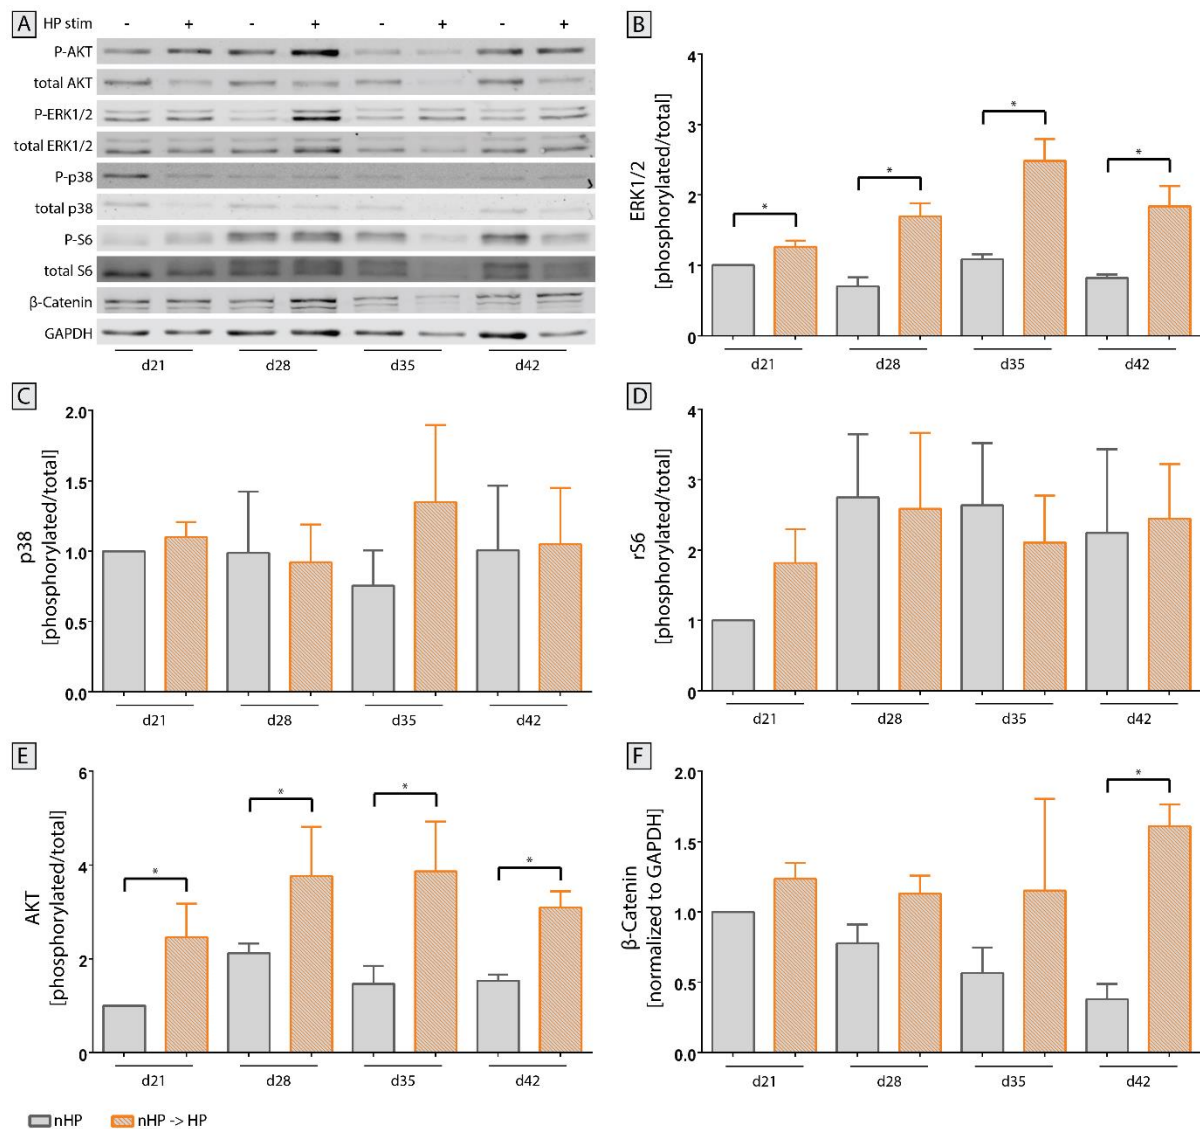 A
HP stim - + - + - + - +
P-AKT
total AKT
P-ERK1/2
total ERK1/2
P-p38
total p38
P-S6
total S6
β-Catenin
GAPDH
d21 d28 d35 d42
B
ERK1/2
[phosphorylated/total]
4
3
2
1
0
* * * *
d21 d28 d35 d42
C
p38
[phosphorylated/total]
2.0
1.5
1.0
0.5
0.0
d21 d28 d35 d42
D
rS6
[phosphorylated/total]
4
3
2
1
0
d21 d28 d35 d42
E
AKT
[phosphorylated/total]
6
4
2
0
* * * *
d21 d28 d35 d42
F
β-Catenin
[normalized to GAPDH]
2.0
1.5
1.0
0.5
0.0
*
d21 d28 d35 d42
nHP nHP -> HP